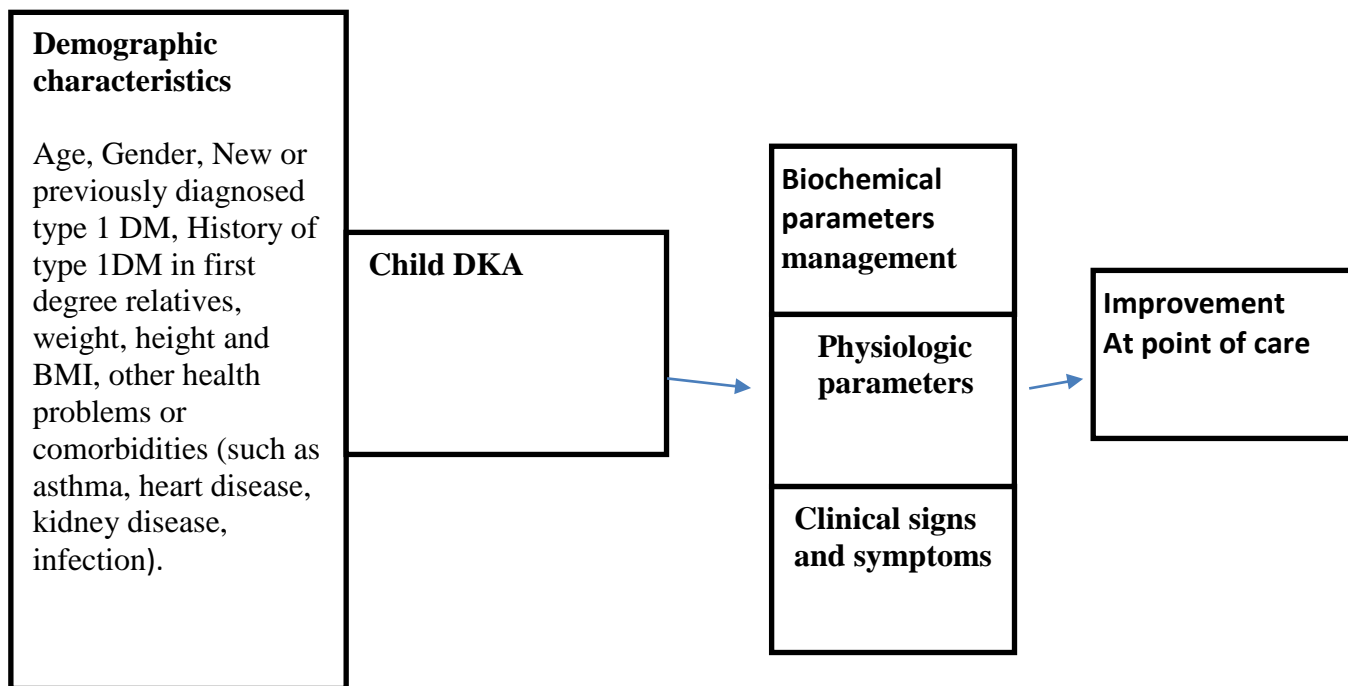 Demographic
characteristics
Age, Gender, New or
previously diagnosed
type 1 DM, History of
type 1DM in first
degree relatives,
weight, height and
BMI, other health
problems or
comorbidities (such as
asthma, heart disease,
kidney disease,
infection).
Child DKA
Biochemical
parameters
management
Physiologic
parameters
Clinical signs
and symptoms
Improvement
At point of care